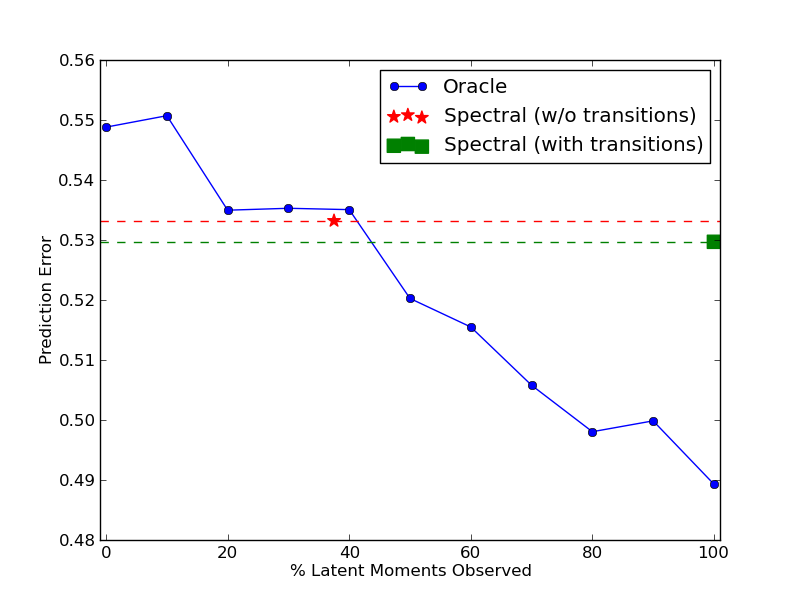 0.56
0.55
0.54
0.53
0.52
0.51
0.50
0.49
0.48
Prediction Error
Oracle
Spectral (w/o transitions)
Spectral (with transitions)
0 20 40 60 80 100
% Latent Moments Observed